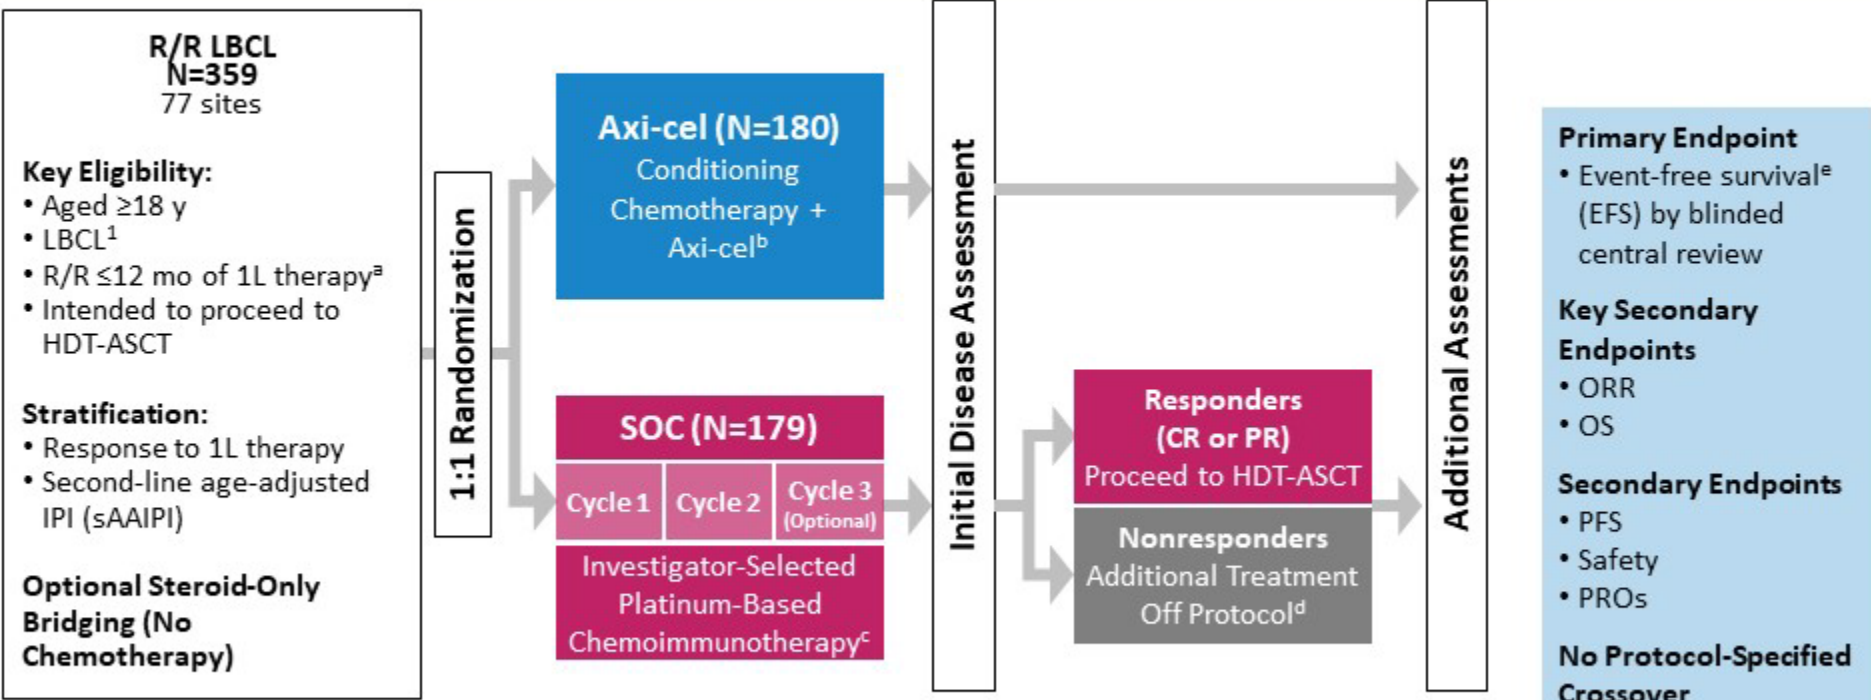 R/R LBCL
N=359
77 sites
Key Eligibility:
• Aged ≥18 y
• LBCL¹
• R/R ≤12 mo of 1L therapyᵃ
• Intended to proceed to
HDT-ASCT
Stratification:
• Response to 1L therapy
• Second-line age-adjusted
IPI (sAAIPI)
Optional Steroid-Only
Bridging (No
Chemotherapy)
1:1 Randomization
Axi-cel (N=180)
Conditioning
Chemotherapy +
Axi-celᵇ
SOC (N=179)
Cycle 1
Cycle 2
Cycle 3
(Optional)
Investigator-Selected
Platinum-Based
Chemoimmunotherapyᶜ
Initial Disease Assessment
Responders
(CR or PR)
Proceed to HDT-ASCT
Nonresponders
Additional Treatment
Off Protocolᵈ
Additional Assessments
Primary Endpoint
• Event-free survivalᵉ
(EFS) by blinded
central review
Key Secondary
Endpoints
• ORR
• OS
Secondary Endpoints
• PFS
• Safety
• PROs
No Protocol-Specified
Crossover